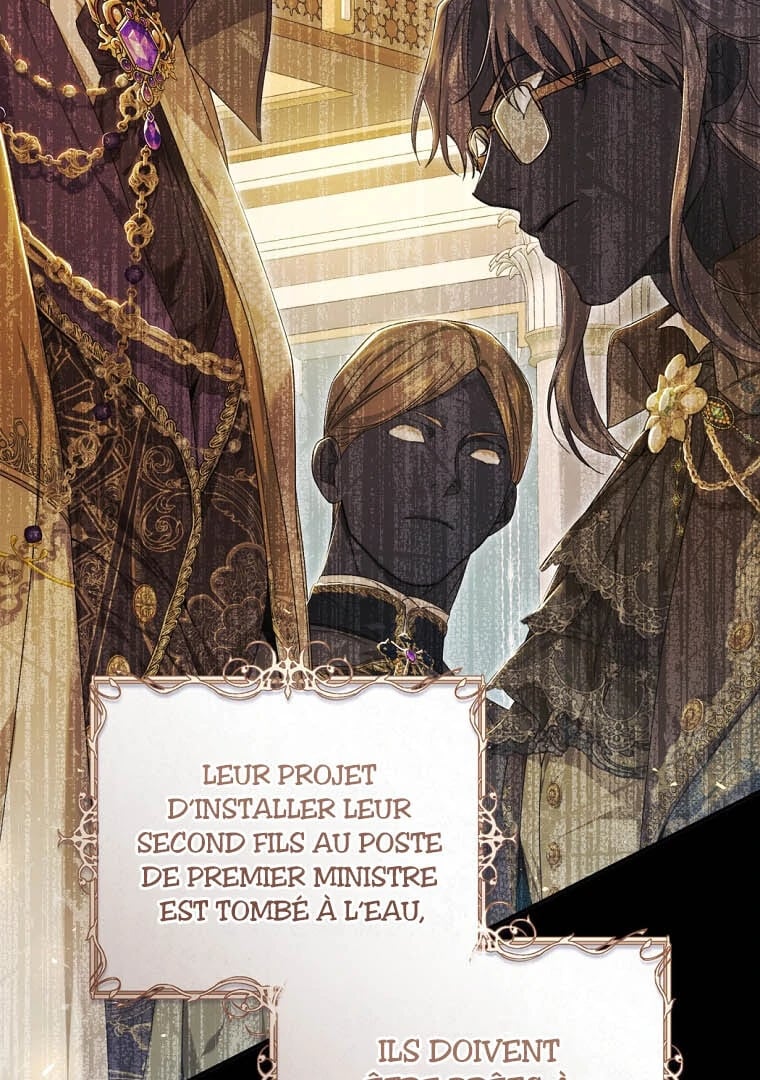 LEUR PROJET
D'INSTALLER LEUR
SECOND FILS AU POSTE
DE PREMIER MINISTRE
EST TOMBÉ À L'EAU,
ILS DOIVENT